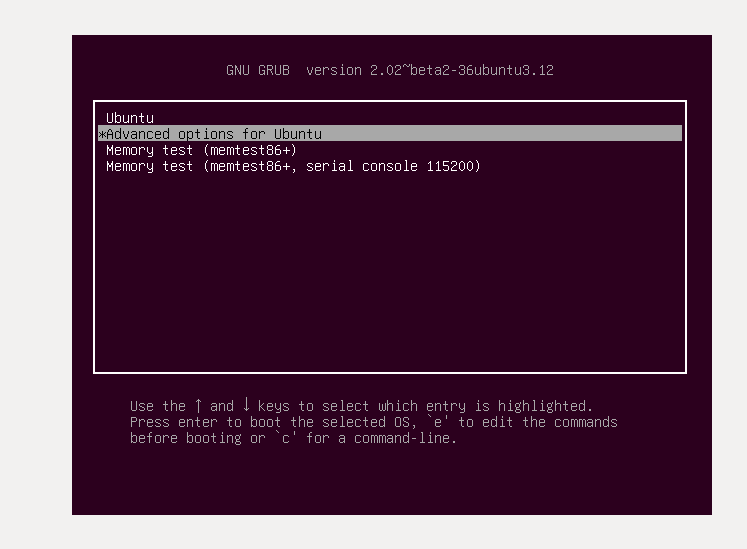 GNU GRUB  version 2.02~beta2-36ubuntu3.12
Ubuntu
*Advanced options for Ubuntu
Memory test (memtest86+)
Memory test (memtest86+, serial console 115200)
Use the ↑ and ↓ keys to select which entry is highlighted.
Press enter to boot the selected OS, `e' to edit the commands
before booting or `c' for a command-line.